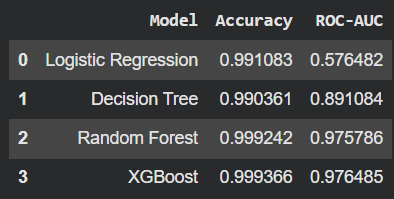 Model Accuracy ROC-AUC
0 Logistic Regression 0.991083 0.576482
1 Decision Tree 0.990361 0.891084
2 Random Forest 0.999242 0.975786
3 XGBoost 0.999366 0.976485